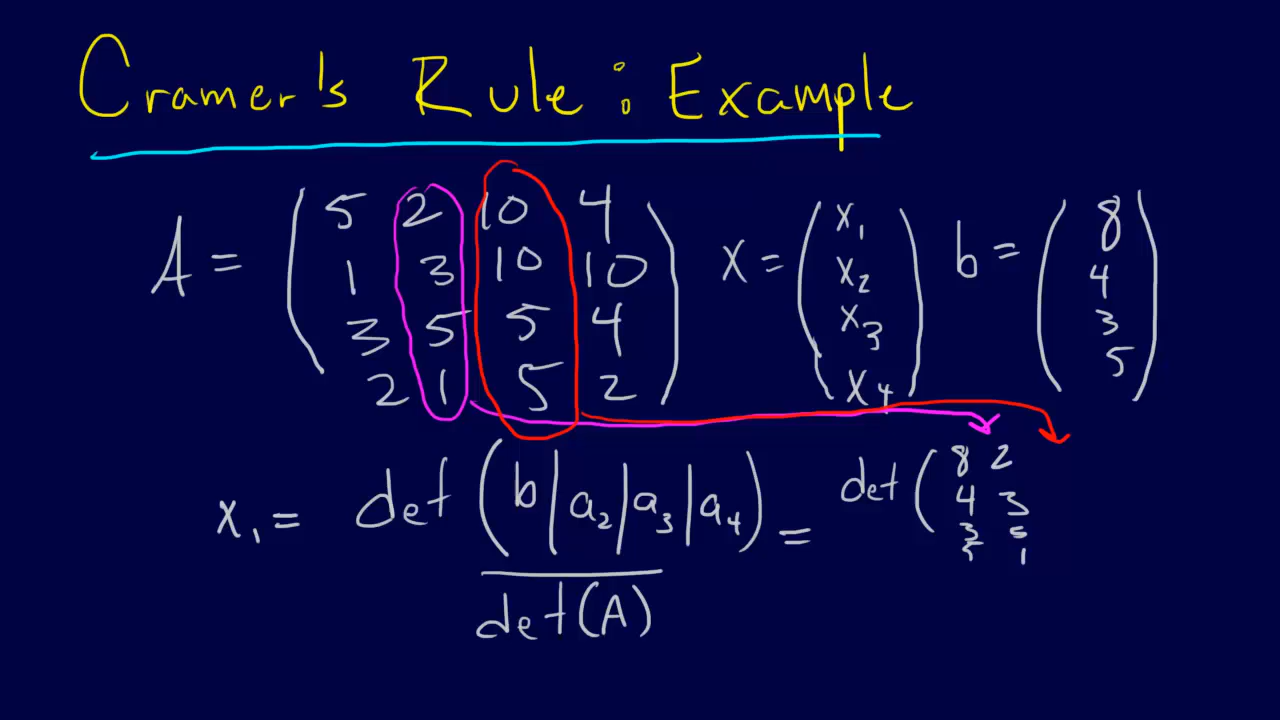 Cramer's Rule : Example
A = ( 5 2 10 4 ) x = ( x₁ ) b = ( 8 )
1 3 10 10 x₂ 4
3 5 5 4 x₃ 3
2 1 5 2 x₄ 5
x₁ = det ( b | a₂ | a₃ | a₄ ) = det ( 8 2
4 3
3 5
5 1
det(A)